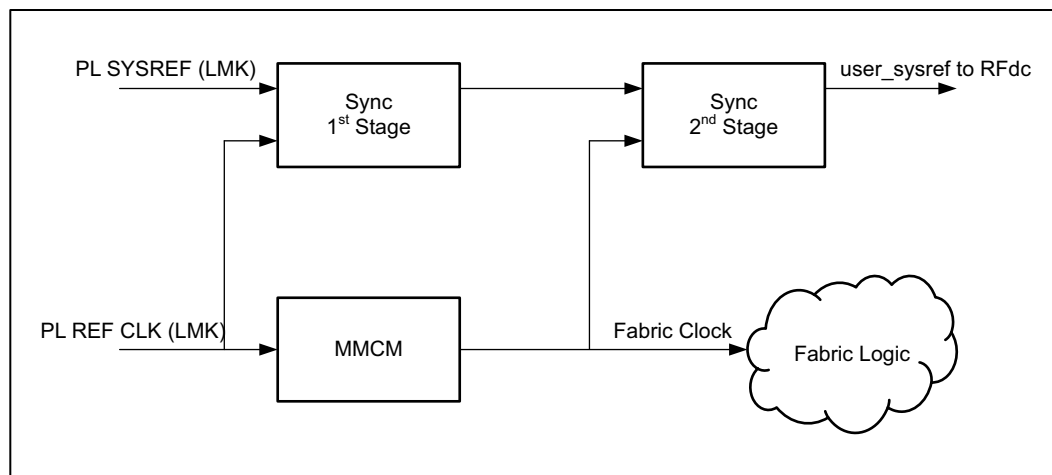 PL SYSREF (LMK)
Sync
1st Stage
Sync
2nd Stage
user_sysref to RFdc
PL REF CLK (LMK)
MMCM
Fabric Clock
Fabric Logic